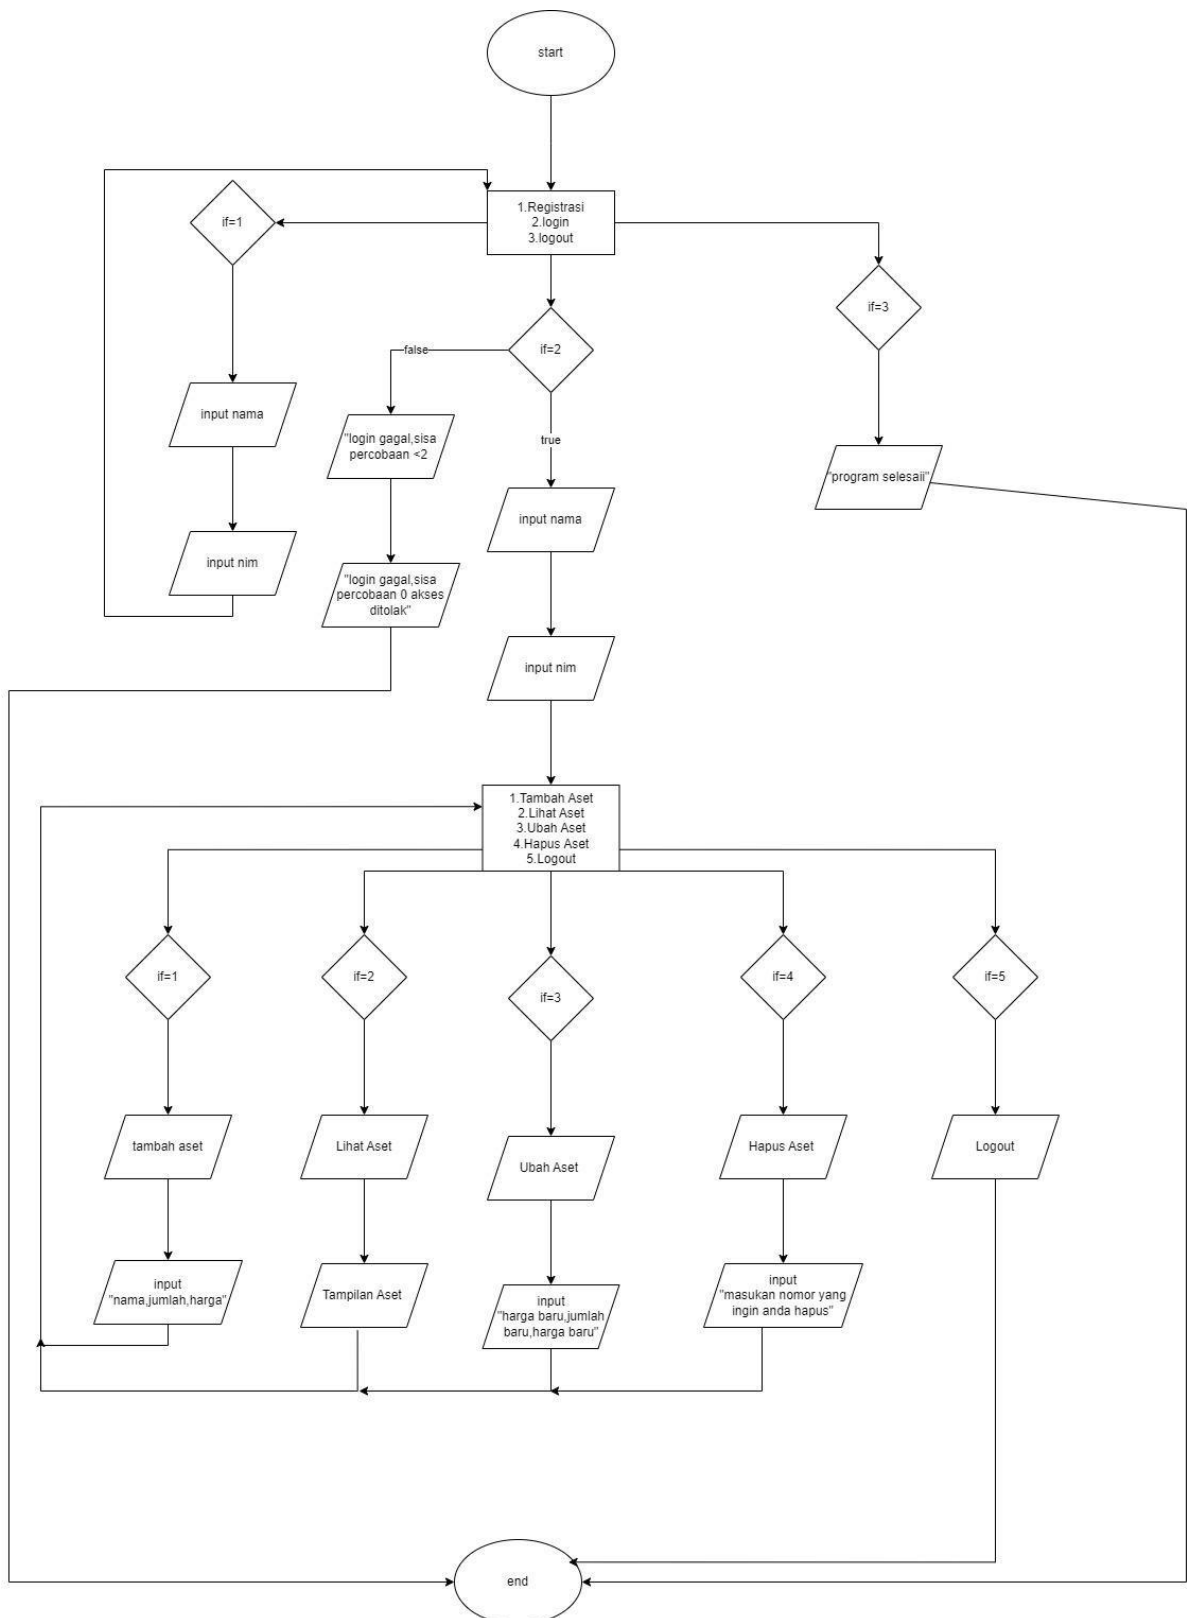 start
1.Registrasi
2.login
3.logout
if=1
if=3
if=2
false
true
input nama
"login gagal,sisa
percobaan <2
"program selesaii"
input nama
input nim
"login gagal,sisa
percobaan 0 akses
ditolak"
input nim
1.Tambah Aset
2.Lihat Aset
3.Ubah Aset
4.Hapus Aset
5.Logout
if=1
if=2
if=3
if=4
if=5
tambah aset
Lihat Aset
Ubah Aset
Hapus Aset
Logout
input
"nama,jumlah,harga"
Tampilan Aset
input
"harga baru,jumlah
baru,harga baru"
input
"masukan nomor yang
ingin anda hapus"
end